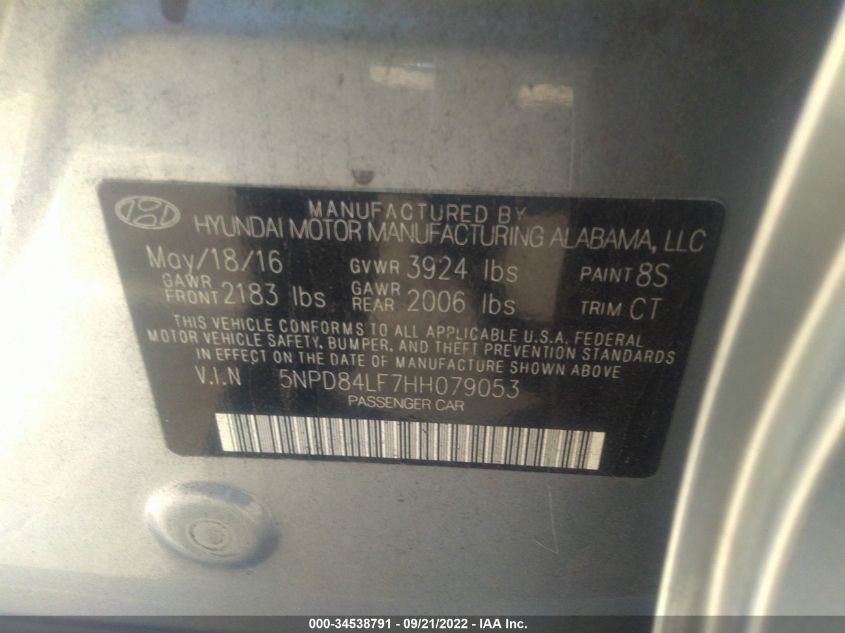 MANUFACTURED BY
HYUNDAI MOTOR MANUFACTURING ALABAMA, LLC
May/18/16 GVWR 3924 lbs PAINT 8S
GAWR FRONT 2183 lbs GAWR REAR 2006 lbs TRIM CT
THIS VEHICLE CONFORMS TO ALL APPLICABLE U.S.A. FEDERAL
MOTOR VEHICLE SAFETY, BUMPER, AND THEFT PREVENTION STANDARDS
IN EFFECT ON THE DATE OF MANUFACTURE SHOWN ABOVE
V.I.N 5NPD84LF7HH079053
PASSENGER CAR
000-34538791 - 09/21/2022 - IAA Inc.